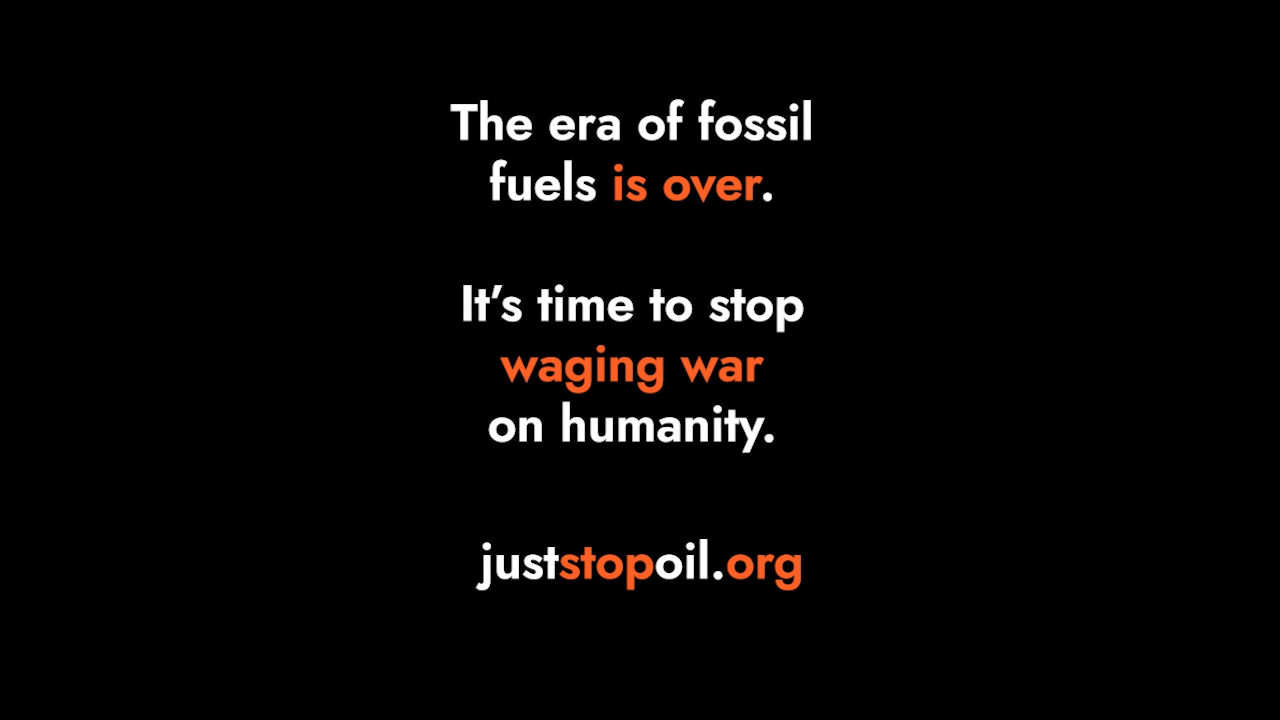 The era of fossil
fuels is over.
It's time to stop
waging war
on humanity.
juststopoil.org